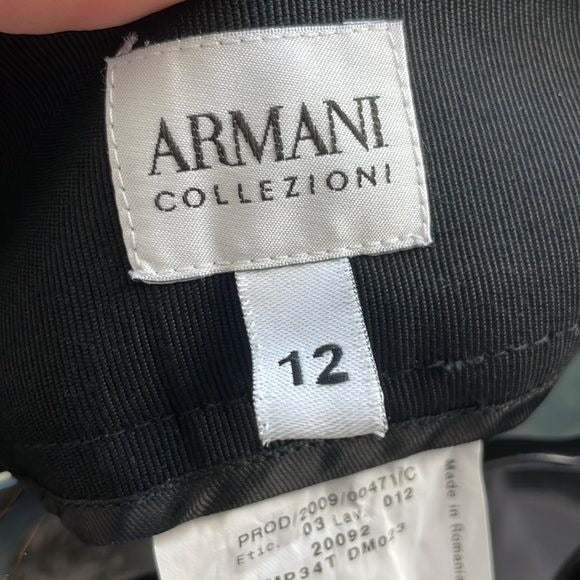 ARMANI
COLLEZIONI
12
PROD/2009/00471/C
Etic. 03 Lav. 012
20092
DM023
Made in Romania